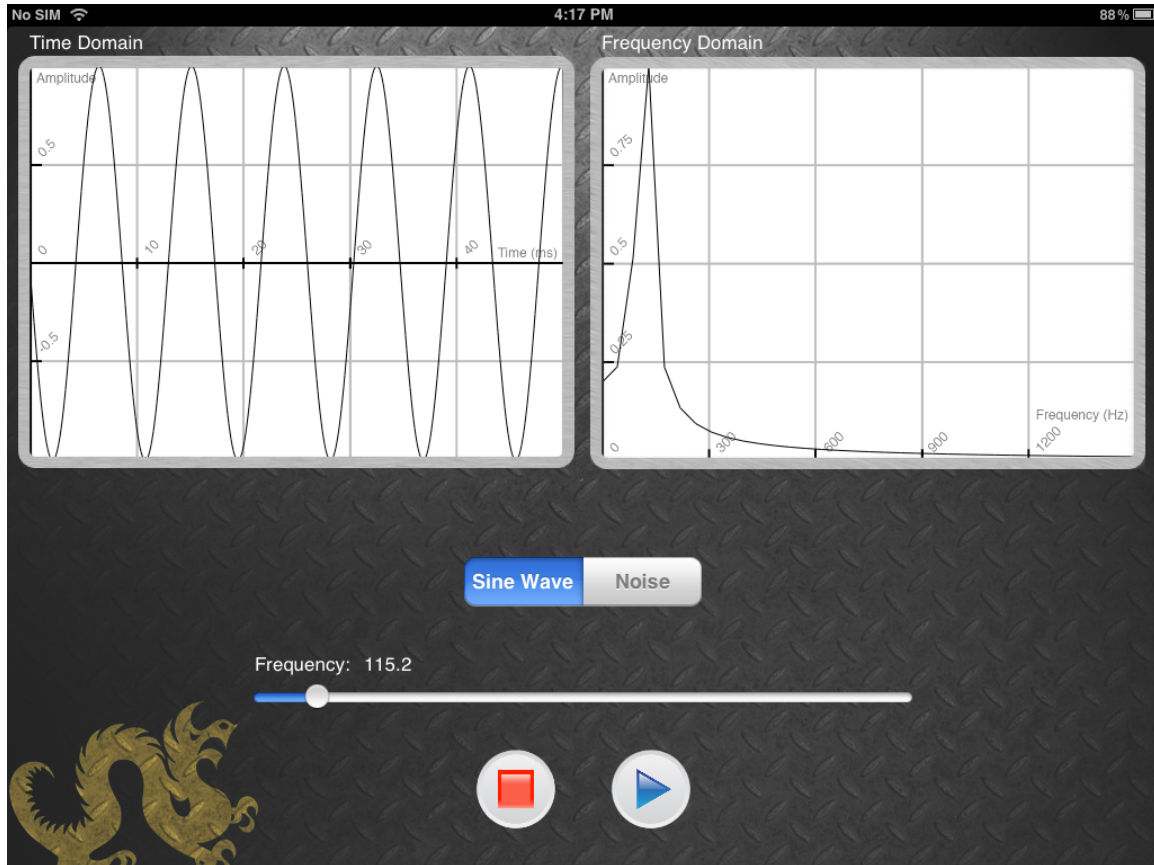 No SIM 4:17 PM 88%
Time Domain
Amplitude
0.5
0 10 20 30 40 Time (ms)
-0.5
Frequency Domain
Amplitude
0.75
0.5
0.25
Frequency (Hz)
0 300 600 900 1200
Sine Wave Noise
Frequency: 115.2